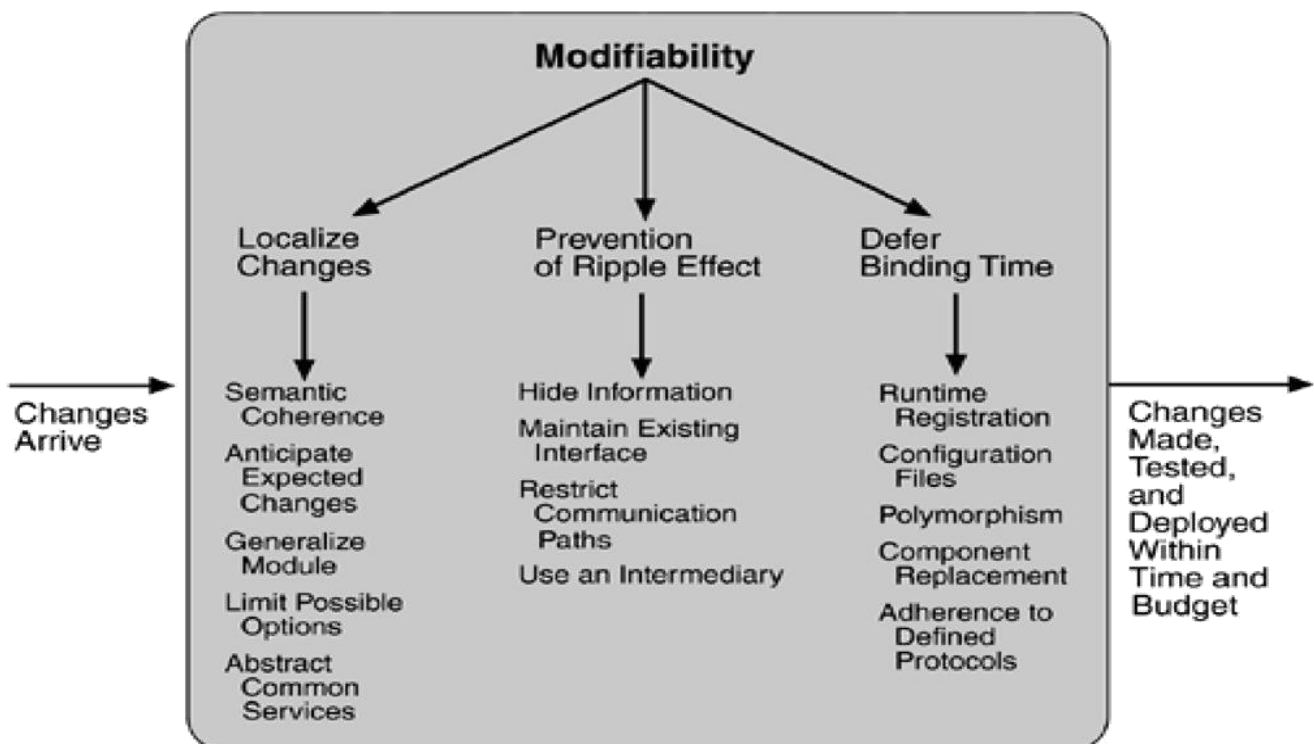 Modifiability
Localize
Changes
Prevention
of Ripple Effect
Defer
Binding Time
Changes
Arrive
Semantic
Coherence
Anticipate
Expected
Changes
Generalize
Module
Limit Possible
Options
Abstract
Common
Services
Hide Information
Maintain Existing
Interface
Restrict
Communication
Paths
Use an Intermediary
Runtime
Registration
Configuration
Files
Polymorphism
Component
Replacement
Adherence to
Defined
Protocols
Changes
Made,
Tested,
and
Deployed
Within
Time and
Budget